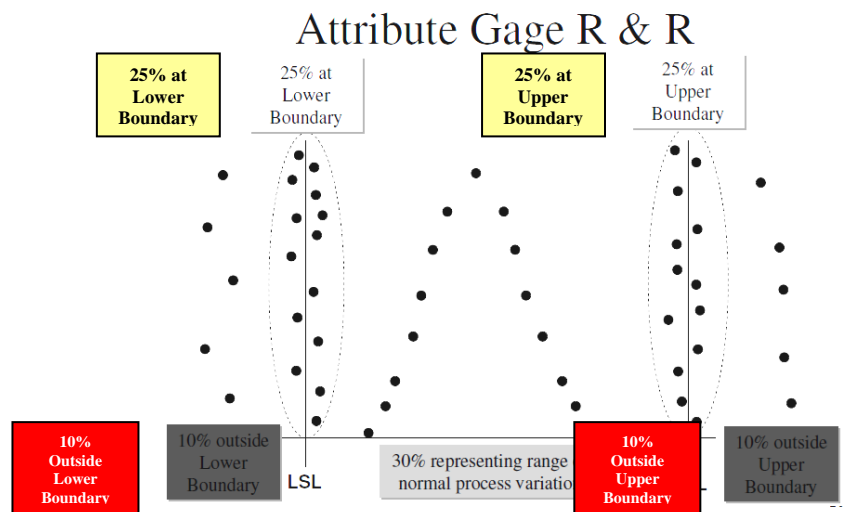 Attribute Gage R & R
25% at
Lower
Boundary
25% at
Lower
Boundary
25% at
Upper
Boundary
25% at
Upper
Boundary
10%
Outside
Lower
Boundary
10% outside
Lower
Boundary
LSL
30% representing range
normal process variatio
10%
Outside
Upper
Boundary
10% outside
Upper
Boundary